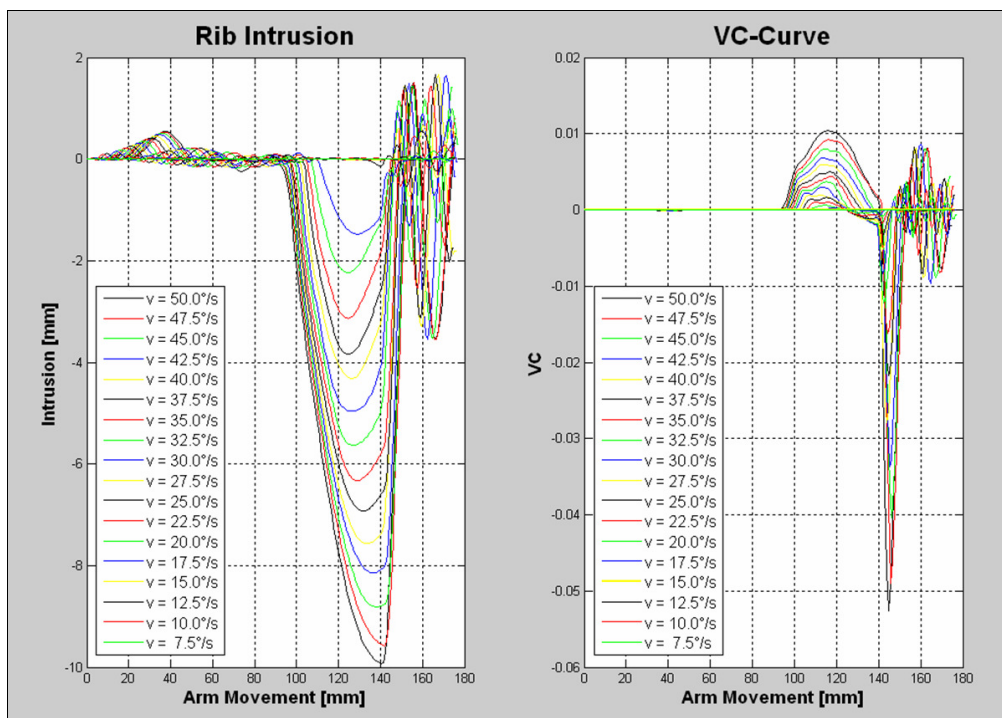 Rib Intrusion
2
0
-2
-4
-6
-8
-10
Intrusion [mm]
v = 50.0°/s
v = 47.5°/s
v = 45.0°/s
v = 42.5°/s
v = 40.0°/s
v = 37.5°/s
v = 35.0°/s
v = 32.5°/s
v = 30.0°/s
v = 27.5°/s
v = 25.0°/s
v = 22.5°/s
v = 20.0°/s
v = 17.5°/s
v = 15.0°/s
v = 12.5°/s
v = 10.0°/s
v = 7.5°/s
0 20 40 60 80 100 120 140 160 180
Arm Movement [mm]
VC-Curve
0.02
0.01
0
-0.01
-0.02
-0.03
-0.04
-0.05
-0.06
VC
v = 50.0°/s
v = 47.5°/s
v = 45.0°/s
v = 42.5°/s
v = 40.0°/s
v = 37.5°/s
v = 35.0°/s
v = 32.5°/s
v = 30.0°/s
v = 27.5°/s
v = 25.0°/s
v = 22.5°/s
v = 20.0°/s
v = 17.5°/s
v = 15.0°/s
v = 12.5°/s
v = 10.0°/s
v = 7.5°/s
0 20 40 60 80 100 120 140 160 180
Arm Movement [mm]